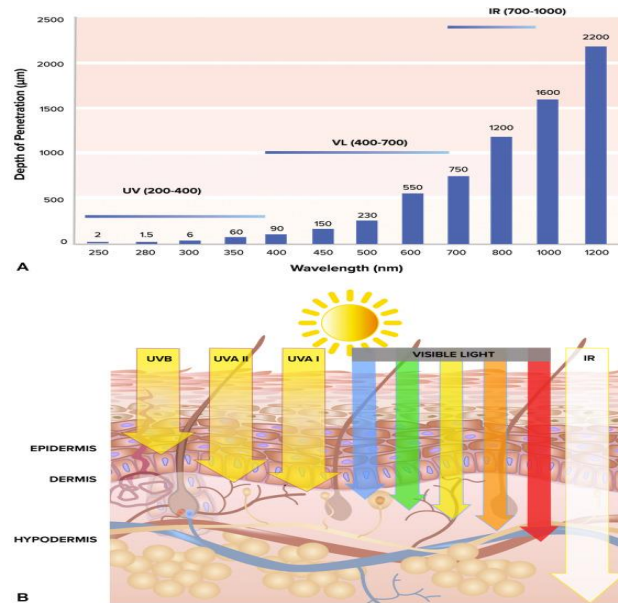 IR (700-1000)
2500
2200
2000
1600
1500
1200
VL (400-700)
1000
750
550
UV (200-400)
500
230
150
90
60
6
2
1.5
0
250 280 300 350 400 450 500 600 700 800 1000 1200
Depth of Penetration (µm)
Wavelength (nm)
A
UVB UVA II UVA I VISIBLE LIGHT IR
EPIDERMIS
DERMIS
HYPODERMIS
B